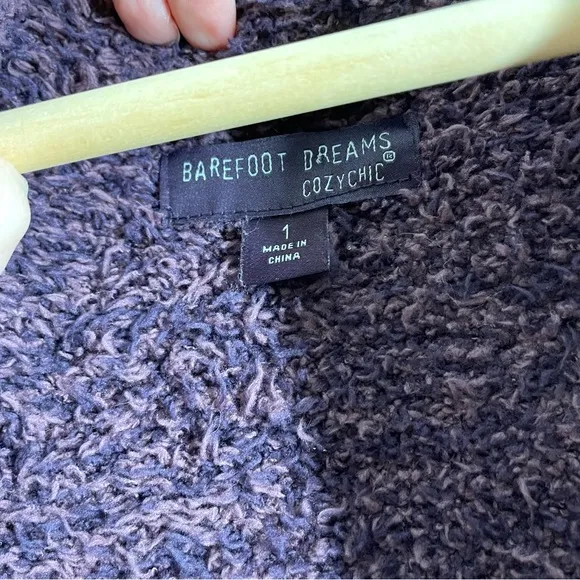 BAREFOOT DREAMS®
COZYCHIC
1
MADE IN
CHINA